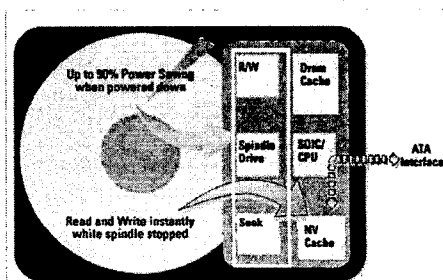 Up to 90% Power Saving
when powered down
R/W
Dram
Cache
Spindle
Drive
SOIC/
CPU
ATA
Interface
Read and Write instantly
while spindle stopped
Seek
NV
Cache